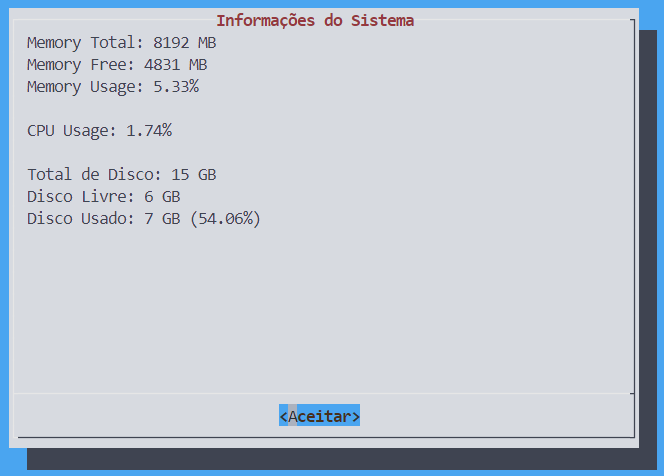 Informações do Sistema
Memory Total: 8192 MB
Memory Free: 4831 MB
Memory Usage: 5.33%
CPU Usage: 1.74%
Total de Disco: 15 GB
Disco Livre: 6 GB
Disco Usado: 7 GB (54.06%)
<Aceitar>